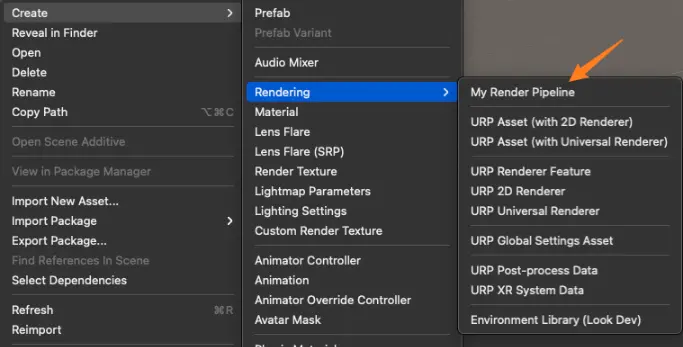 Create
Reveal in Finder
Open
Delete
Rename
Copy Path ⌥⌘C
Open Scene Additive
View in Package Manager
Import New Asset...
Import Package
Export Package...
Find References In Scene
Select Dependencies
Refresh ⌘R
Reimport
Prefab
Prefab Variant
Audio Mixer
Rendering
Material
Lens Flare
Lens Flare (SRP)
Render Texture
Lightmap Parameters
Lighting Settings
Custom Render Texture
Animator Controller
Animation
Animator Override Controller
Avatar Mask
My Render Pipeline
URP Asset (with 2D Renderer)
URP Asset (with Universal Renderer)
URP Renderer Feature
URP 2D Renderer
URP Universal Renderer
URP Global Settings Asset
URP Post-process Data
URP XR System Data
Environment Library (Look Dev)